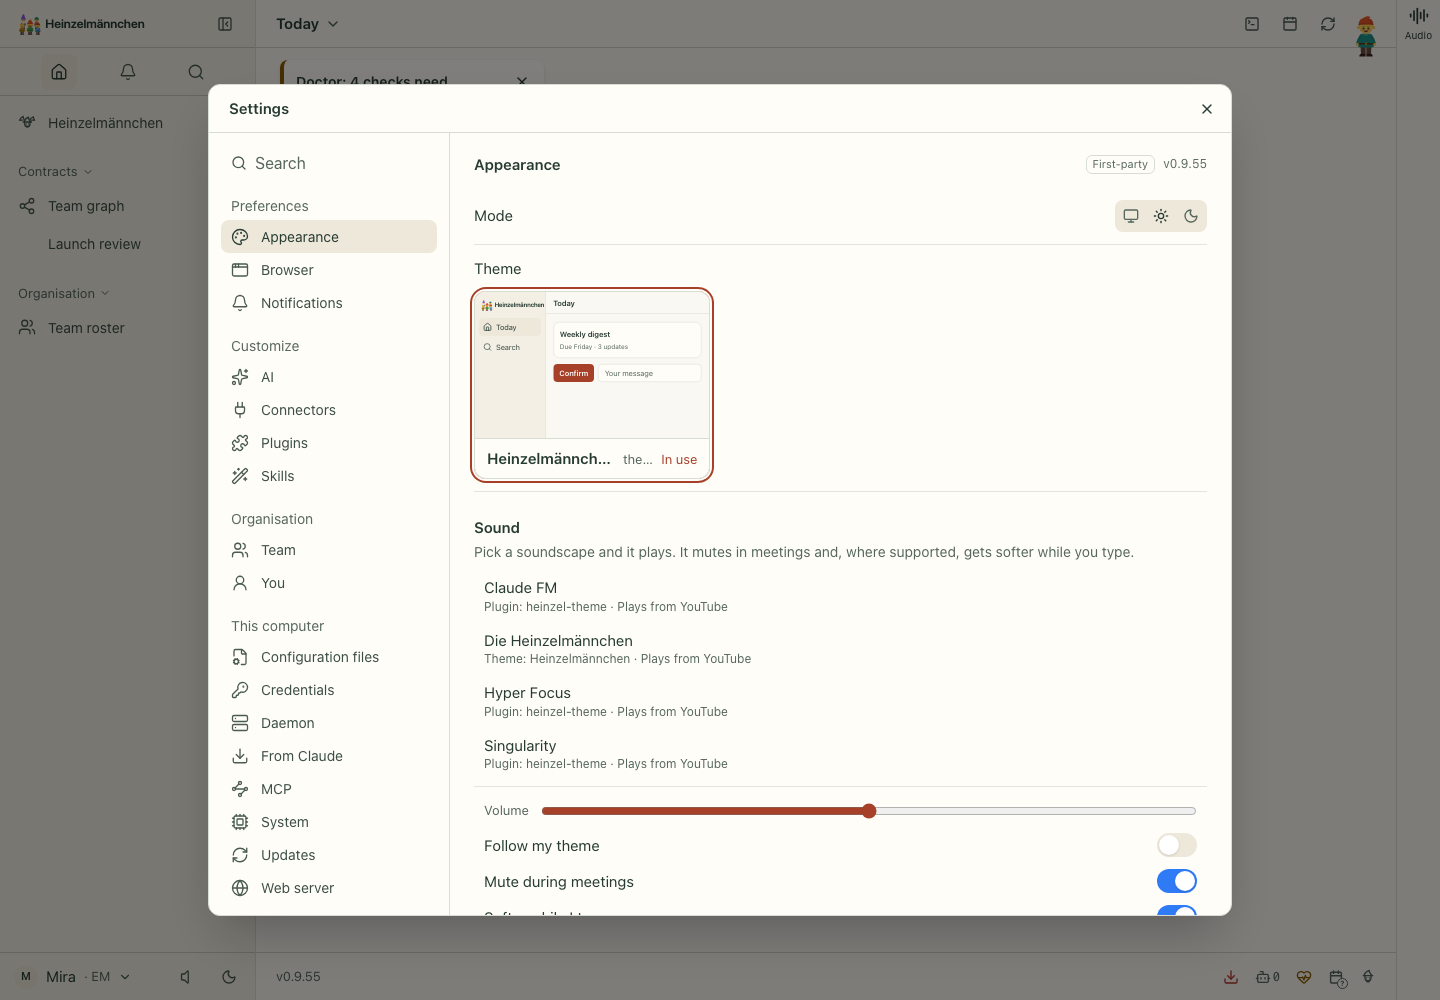 Heinzelmännchen
Today
Audio
Doctor: 4 checks need
Heinzelmännchen
Contracts
Team graph
Launch review
Organisation
Team roster
Settings
Search
Preferences
Appearance
Browser
Notifications
Customize
AI
Connectors
Plugins
Skills
Organisation
Team
You
This computer
Configuration files
Credentials
Daemon
From Claude
MCP
System
Updates
Web server
Appearance
First-party v0.9.55
Mode
Theme
Heinzelmännchen
Today
Today
Search
Weekly digest
Due Friday · 3 updates
Confirm
Your message
Heinzelmännch... the... In use
Sound
Pick a soundscape and it plays. It mutes in meetings and, where supported, gets softer while you type.
Claude FM
Plugin: heinzel-theme · Plays from YouTube
Die Heinzelmännchen
Theme: Heinzelmännchen · Plays from YouTube
Hyper Focus
Plugin: heinzel-theme · Plays from YouTube
Singularity
Plugin: heinzel-theme · Plays from YouTube
Volume
Follow my theme
Mute during meetings
M Mira · EM
v0.9.55
0